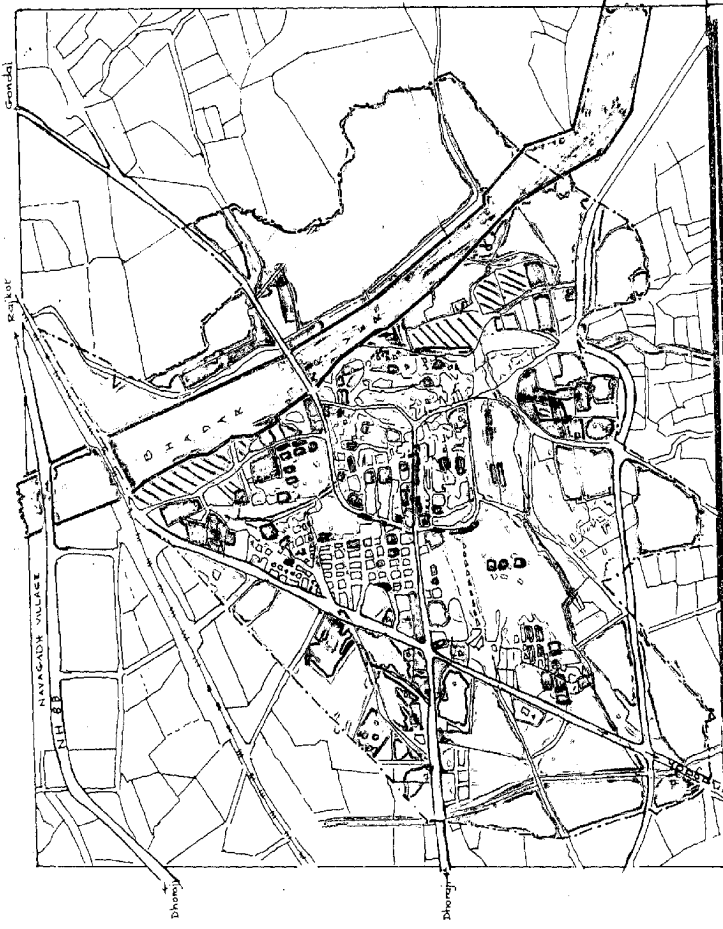 Gondal
Rajkot
BHADAR
NAVAGADH VILLAGE
NH 8B
Dhoraji
Dhoraji